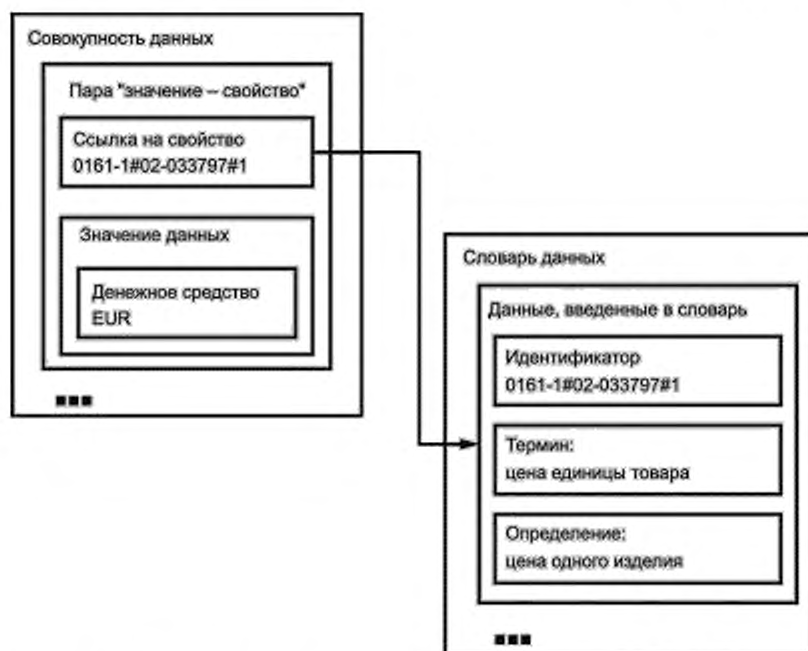 Совокупность данных
Пара "значение – свойство"
Ссылка на свойство
0161-1#02-033797#1
Значение данных
Денежное средство
EUR
Словарь данных
Данные, введенные в словарь
Идентификатор
0161-1#02-033797#1
Термин:
цена единицы товара
Определение:
цена одного изделия